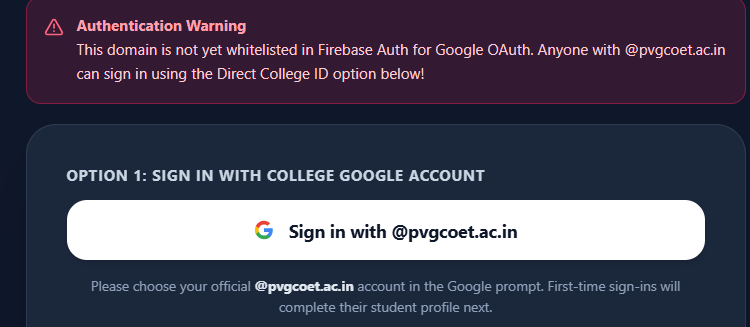 Authentication Warning
This domain is not yet whitelisted in Firebase Auth for Google OAuth. Anyone with @pvgcoet.ac.in
can sign in using the Direct College ID option below!
OPTION 1: SIGN IN WITH COLLEGE GOOGLE ACCOUNT
Sign in with @pvgcoet.ac.in
Please choose your official @pvgcoet.ac.in account in the Google prompt. First-time sign-ins will
complete their student profile next.